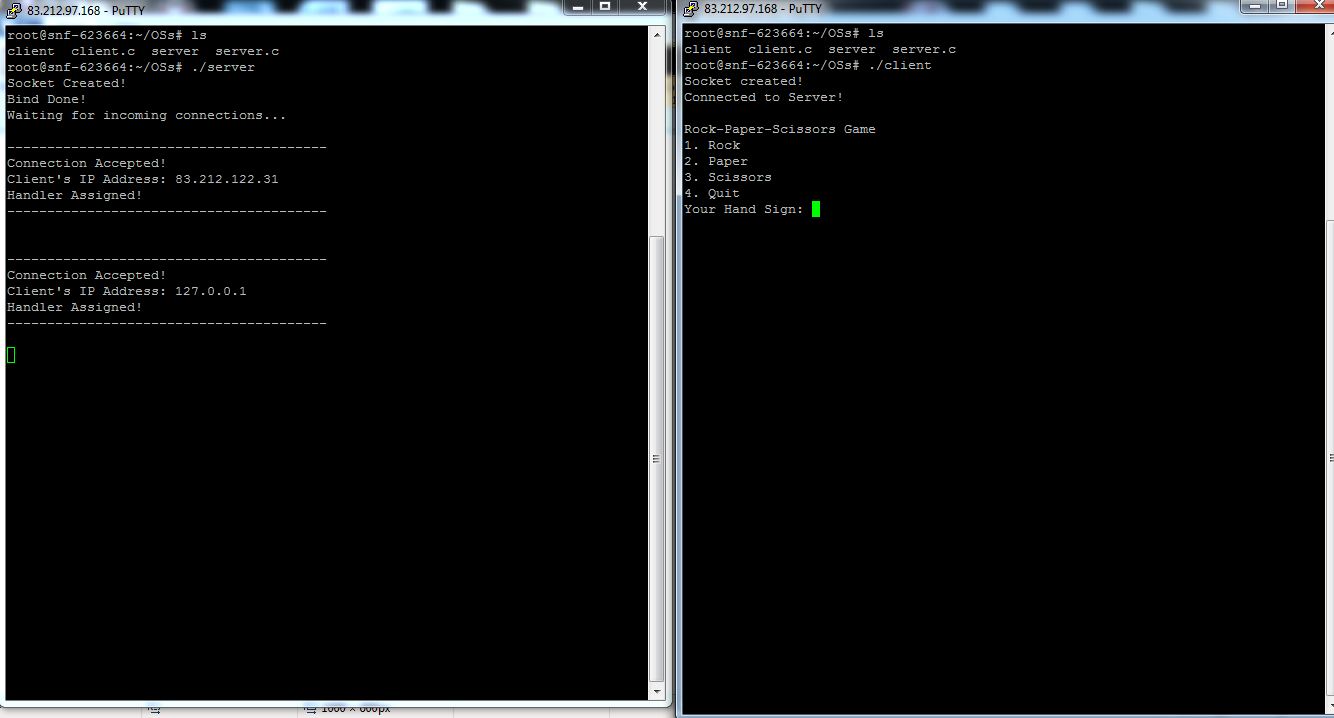 83.212.97.168 - PuTTY
root@snf-623664:~/OSs# ls
client  client.c  server  server.c
root@snf-623664:~/OSs# ./server
Socket Created!
Bind Done!
Waiting for incoming connections...
----------------------------------------
Connection Accepted!
Client's IP Address: 83.212.122.31
Handler Assigned!
----------------------------------------
----------------------------------------
Connection Accepted!
Client's IP Address: 127.0.0.1
Handler Assigned!
----------------------------------------
1000 × 600px
83.212.97.168 - PuTTY
root@snf-623664:~/OSs# ls
client  client.c  server  server.c
root@snf-623664:~/OSs# ./client
Socket created!
Connected to Server!
Rock-Paper-Scissors Game
1. Rock
2. Paper
3. Scissors
4. Quit
Your Hand Sign: